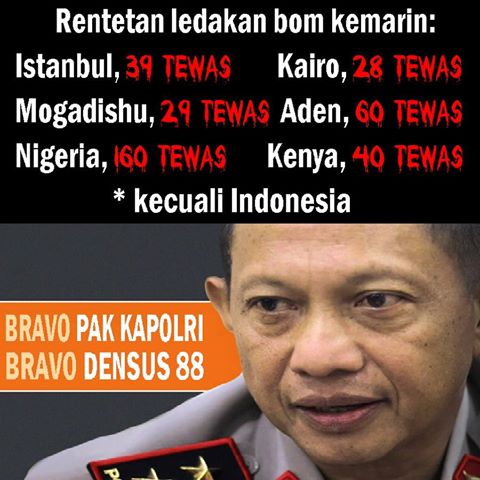 Rentetan ledakan bom kemarin:
Istanbul, 39 TEWAS Kairo, 28 TEWAS
Mogadishu, 29 TEWAS Aden, 60 TEWAS
Nigeria, 160 TEWAS Kenya, 40 TEWAS
* kecuali Indonesia
BRAVO PAK KAPOLRI
BRAVO DENSUS 88